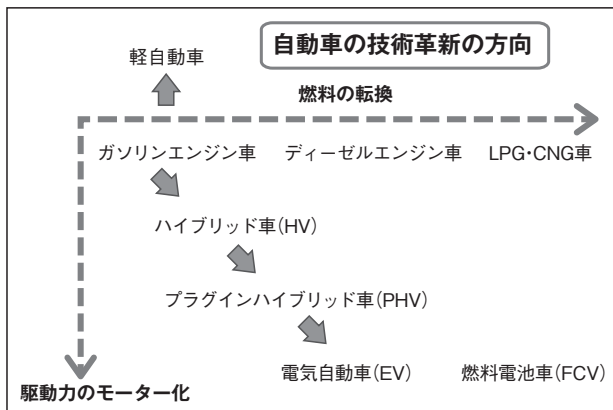 自動車の技術革新の方向
軽自動車
燃料の転換
ガソリンエンジン車 ディーゼルエンジン車 LPG・CNG車
ハイブリッド車(HV)
プラグインハイブリッド車(PHV)
電気自動車(EV) 燃料電池車(FCV)
駆動力のモーター化